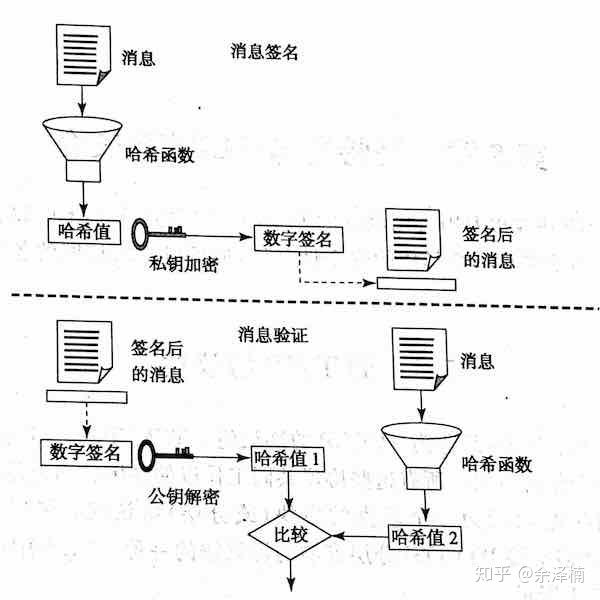 消息
消息签名
哈希函数
哈希值
私钥加密
数字签名
签名后
的消息
消息验证
签名后
的消息
消息
数字签名
公钥解密
哈希值 1
哈希函数
比较
哈希值 2
知乎 @余泽楠